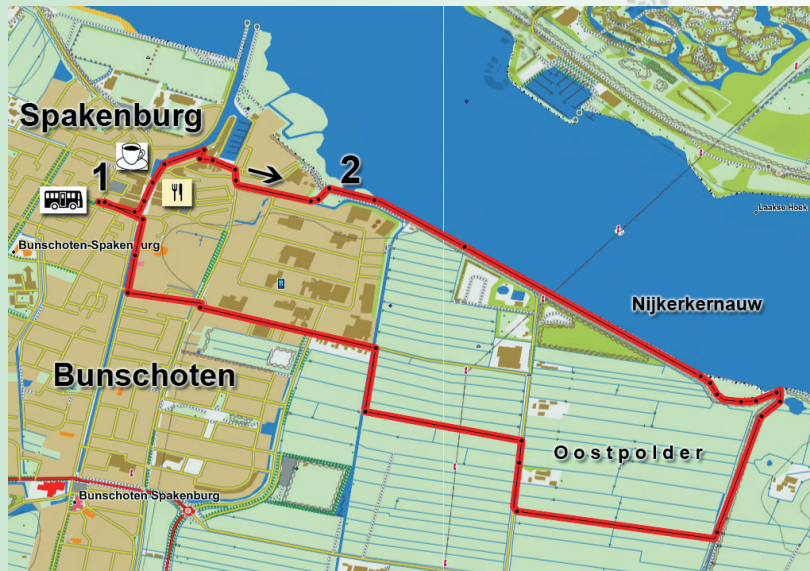 Spakenburg
1
2
Bunschoten-Spakenburg
Laakse Hoek
Nijkerkernauw
Bunschoten
Oostpolder
Bunschoten Spakenburg